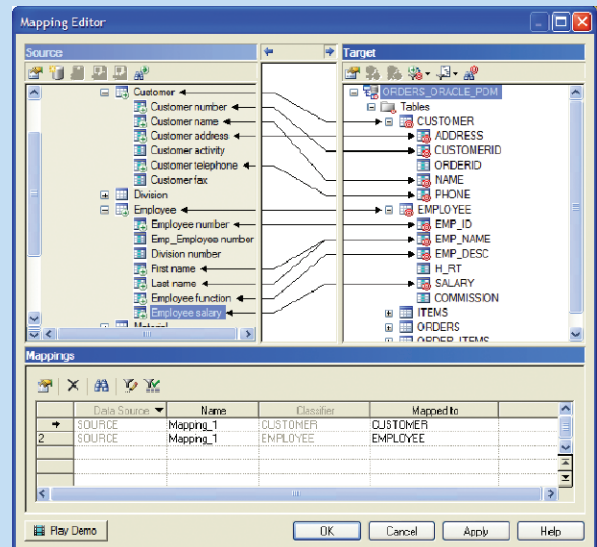 Mapping Editor
Source
Target
Customer
Customer number
Customer name
Customer address
Customer activity
Customer telephone
Customer fax
Division
Employee
Employee number
Emp_Employee number
Division number
First name
Last name
Employee function
Employee salary
Material
ORDERS_ORACLE_PDM
Tables
CUSTOMER
ADDRESS
CUSTOMERID
ORDERID
NAME
PHONE
EMPLOYEE
EMP_ID
EMP_NAME
EMP_DESC
H_RT
SALARY
COMMISSION
ITEMS
ORDERS
ORDER_ITEMS
Mappings
Data Source Name Classifier Mapped to
SOURCE Mapping_1 CUSTOMER CUSTOMER
2 SOURCE Mapping_1 EMPLOYEE EMPLOYEE
Play Demo OK Cancel Apply Help